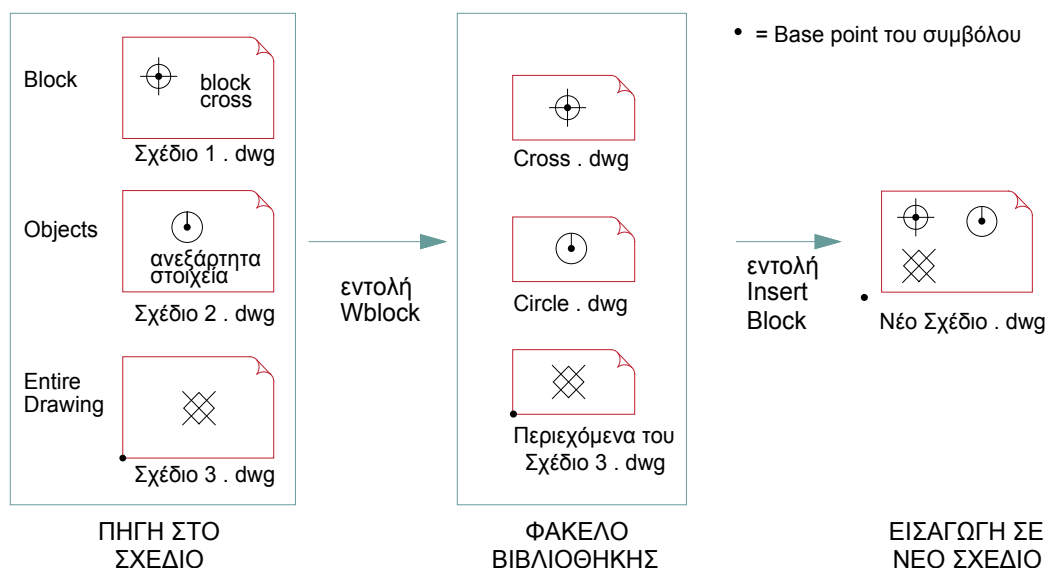 • = Base point του συμβόλου
Block
block
cross
Σχέδιο 1 . dwg
Objects
ανεξάρτητα
στοιχεία
Σχέδιο 2 . dwg
Entire
Drawing
Σχέδιο 3 . dwg
ΠΗΓΗ ΣΤΟ
ΣΧΕΔΙΟ
εντολή
Wblock
Cross . dwg
Circle . dwg
Περιεχόμενα του
Σχέδιο 3 . dwg
ΦΑΚΕΛΟ
ΒΙΒΛΙΟΘΗΚΗΣ
εντολή
Insert
Block
Νέο Σχέδιο . dwg
ΕΙΣΑΓΩΓΗ ΣΕ
ΝΕΟ ΣΧΕΔΙΟ